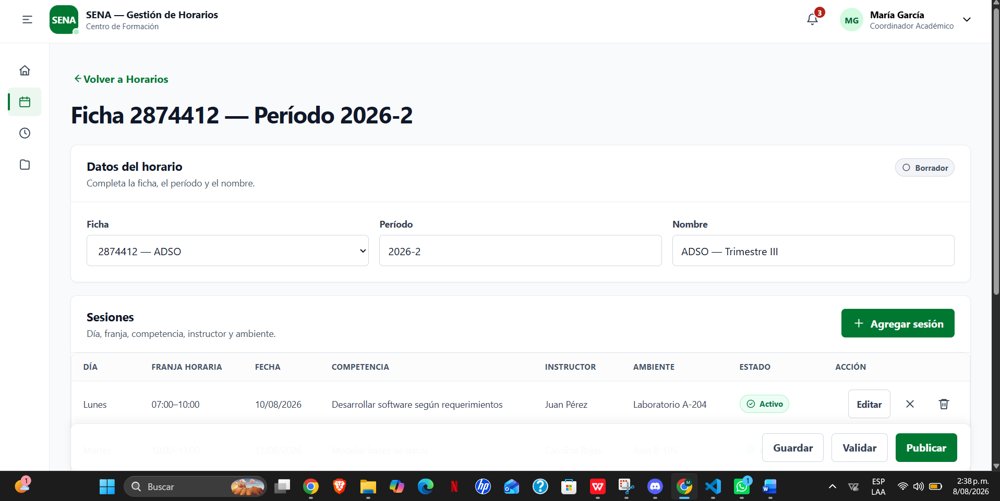 SENA
SENA — Gestión de Horarios
Centro de Formación
3
MG
María García
Coordinador Académico
Volver a Horarios
Ficha 2874412 — Período 2026-2
Datos del horario
Completa la ficha, el período y el nombre.
Borrador
Ficha
Período
Nombre
2874412 — ADSO
2026-2
ADSO — Trimestre III
Sesiones
Día, franja, competencia, instructor y ambiente.
Agregar sesión
DÍA FRANJA HORARIA FECHA COMPETENCIA INSTRUCTOR AMBIENTE ESTADO ACCIÓN
Lunes 07:00–10:00 10/08/2026 Desarrollar software según requerimientos Juan Pérez Laboratorio A-204 Activo Editar
Martes 10:00–13:00 11/08/2026 Modelar bases de datos Carolina Rojas Aula B-105
Guardar
Validar
Publicar
1
Buscar
hp
M
1
W
ESP
LAA
2:38 p. m.
8/08/2026